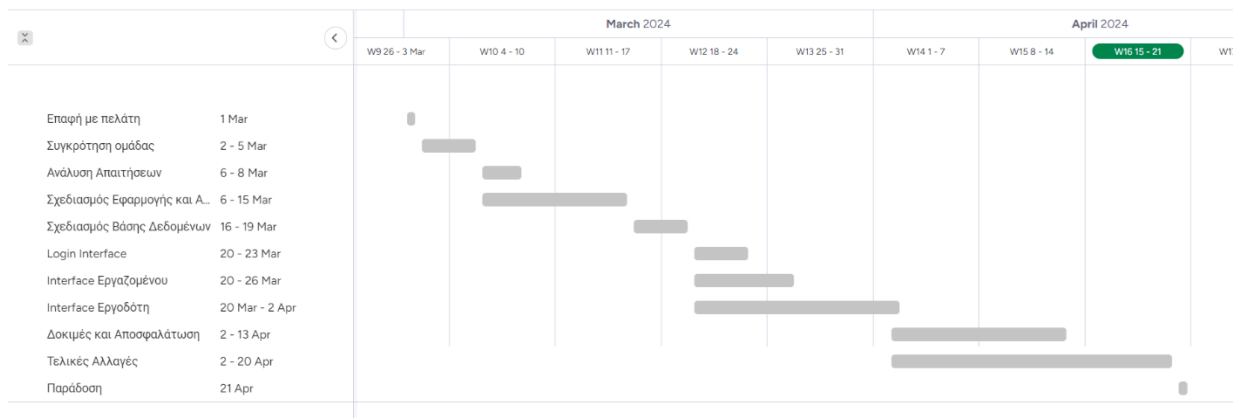 March 2024 April 2024
W9 26 - 3 Mar W10 4 - 10 W11 11 - 17 W12 18 - 24 W13 25 - 31 W14 1 - 7 W15 8 - 14 W16 15 - 21
Επαφή με πελάτη 1 Mar
Συγκρότηση ομάδας 2 - 5 Mar
Ανάλυση Απαιτήσεων 6 - 8 Mar
Σχεδιασμός Εφαρμογής και Α... 6 - 15 Mar
Σχεδιασμός Βάσης Δεδομένων 16 - 19 Mar
Login Interface 20 - 23 Mar
Interface Εργαζομένου 20 - 26 Mar
Interface Εργοδότη 20 Mar - 2 Apr
Δοκιμές και Αποσφαλάτωση 2 - 13 Apr
Τελικές Αλλαγές 2 - 20 Apr
Παράδοση 21 Apr